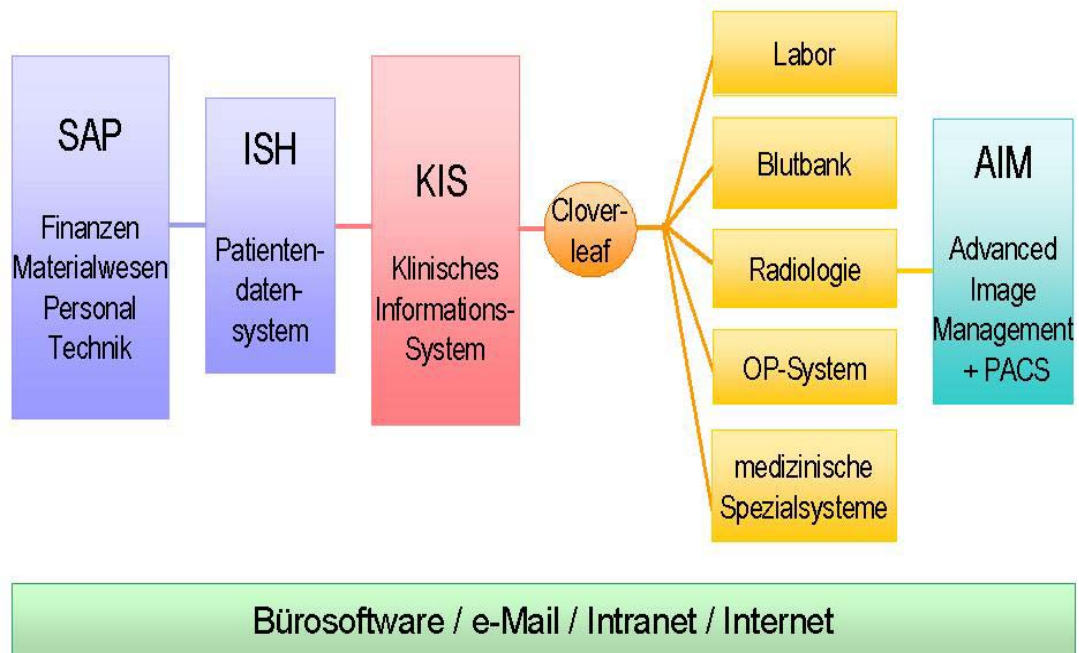 SAP
Finanzen
Materialwesen
Personal
Technik
ISH
Patienten-
daten-
system
KIS
Klinisches
Informations-
System
Clover-
leaf
Labor
Blutbank
Radiologie
OP-System
medizinische
Spezialsysteme
AIM
Advanced
Image
Management
+ PACS
Bürosoftware / e-Mail / Intranet / Internet